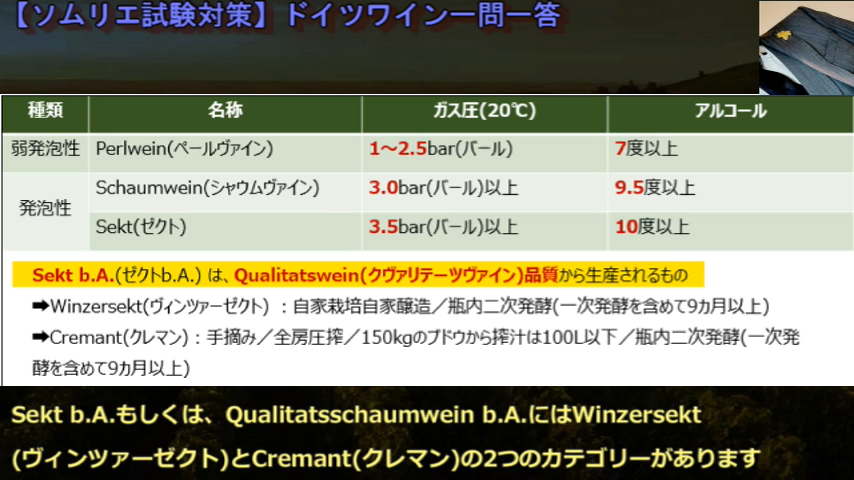 【ソムリエ試験対策】ドイツワイン一問一答
種類 名称 ガス圧(20℃) アルコール
弱発泡性 Perlwein(ペールヴァイン) 1～2.5bar(バール) 7度以上
発泡性 Schaumwein(シャウムヴァイン) 3.0bar(バール)以上 9.5度以上
Sekt(ゼクト) 3.5bar(バール)以上 10度以上
Sekt b.A.(ゼクトb.A.) は、Qualitatswein(クヴァリテーツヴァイン)品質から生産されるもの
➡Winzersekt(ヴィンツァーゼクト) ：自家栽培自家醸造／瓶内二次発酵(一次発酵を含めて9カ月以上)
➡Cremant(クレマン)：手摘み／全房圧搾／150kgのブドウから搾汁は100L以下／瓶内二次発酵(一次発
酵を含めて9カ月以上)
Sekt b.A.もしくは、Qualitatsschaumwein b.A.にはWinzersekt
(ヴィンツァーゼクト)とCremant(クレマン)の2つのカテゴリーがあります